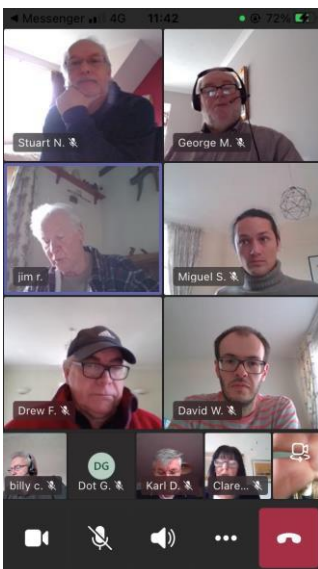 ◄ Messenger 4G 11:42 72%
Stuart N.
George M.
jim r.
Miguel S.
Drew F.
David W.
DG
billy c.
Dot G.
Karl D.
Clare...